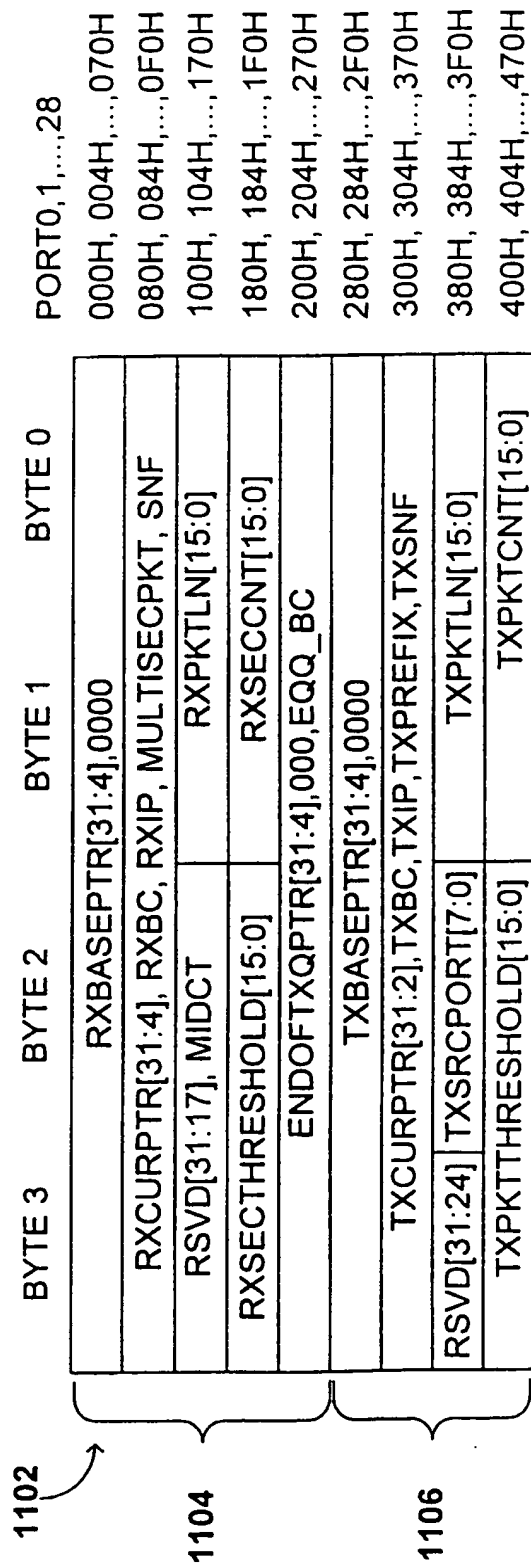 1102
BYTE 3 BYTE 2 BYTE 1 BYTE 0 PORT0,1,...,28
RXBASEPTR[31:4],0000 000H, 004H,...,070H
RXCURPTR[31:4], RXBC, RXIP, MULTISECPKT, SNF 080H, 084H,...,0F0H
RSVD[31:17], MIDCT RXPKTLN[15:0] 100H, 104H,...,170H
1104
RXSECTHRESHOLD[15:0] RXSECCNT[15:0] 180H, 184H,...,1F0H
ENDOFTXQPTR[31:4],000,EQQ_BC 200H, 204H,...,270H
TXBASEPTR[31:4],0000 280H, 284H,...,2F0H
TXCURPTR[31:2],TXBC,TXIP,TXPREFIX,TXSNF 300H, 304H,...,370H
1106
RSVD[31:24] TXSRCPORT[7:0] TXPKTLN[15:0] 380H, 384H,...,3F0H
TXPKTTHRESHOLD[15:0] TXPKTCNT[15:0] 400H, 404H,...,470H